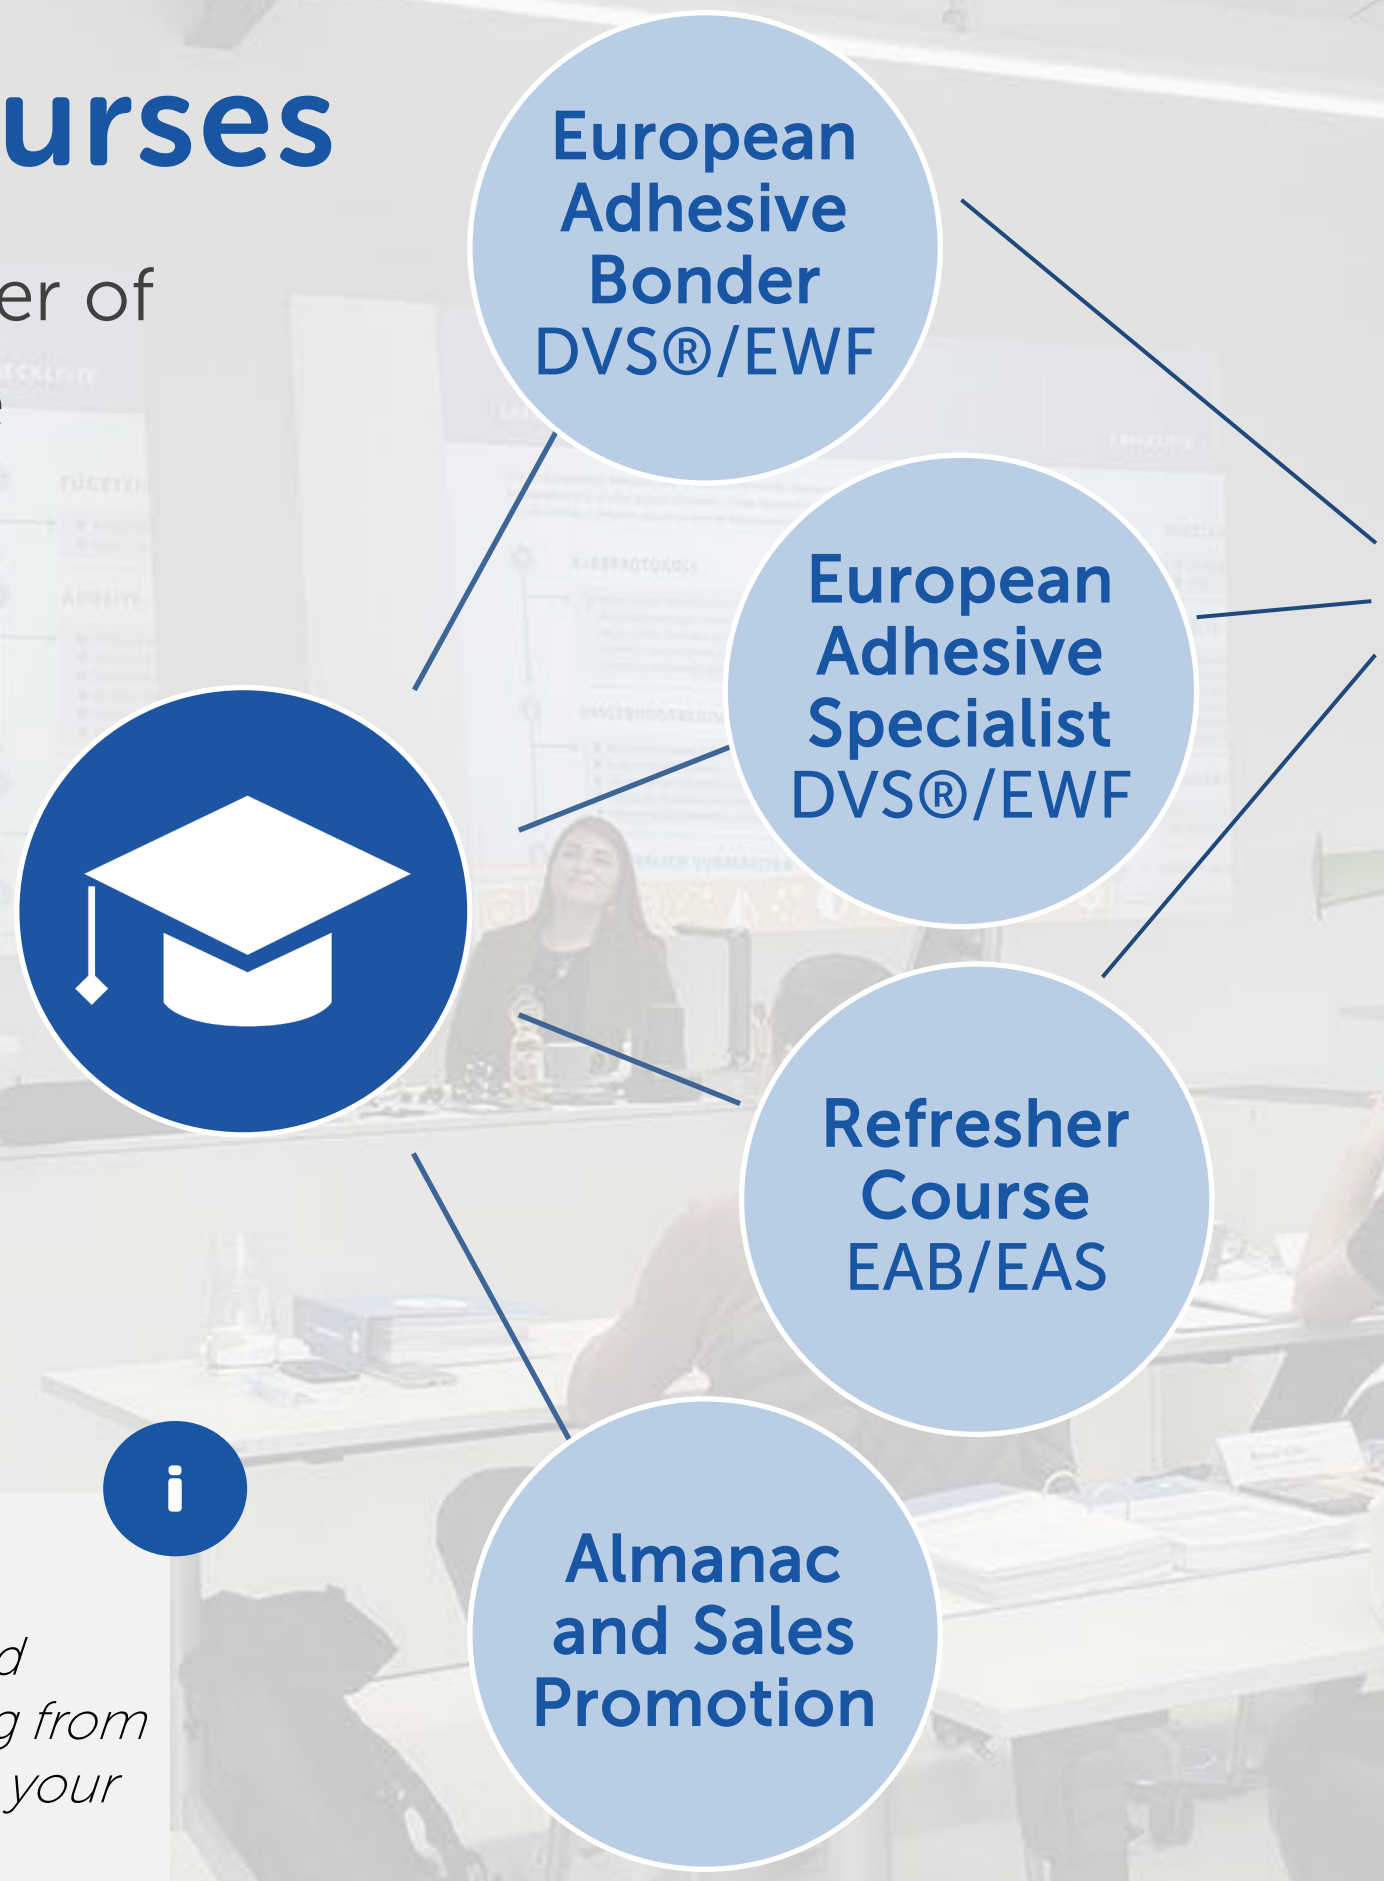 urses
er of
e
European
Adhesive
Bonder
DVS®/EWF
European
Adhesive
Specialist
DVS®/EWF
Refresher
Course
EAB/EAS
Almanac
and Sales
Promotion
i
d
g from
your